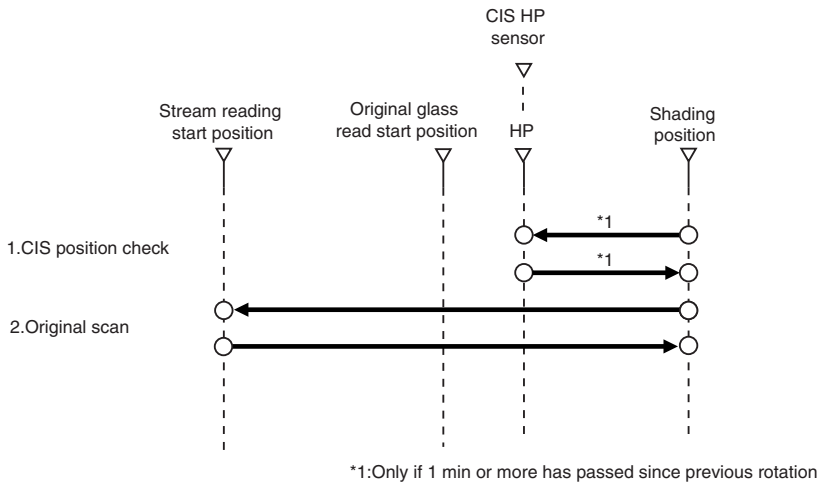 CIS HP
sensor
Stream reading
start position
Original glass
read start position
HP
Shading
position
*1
1.CIS position check
*1
2.Original scan
*1:Only if 1 min or more has passed since previous rotation